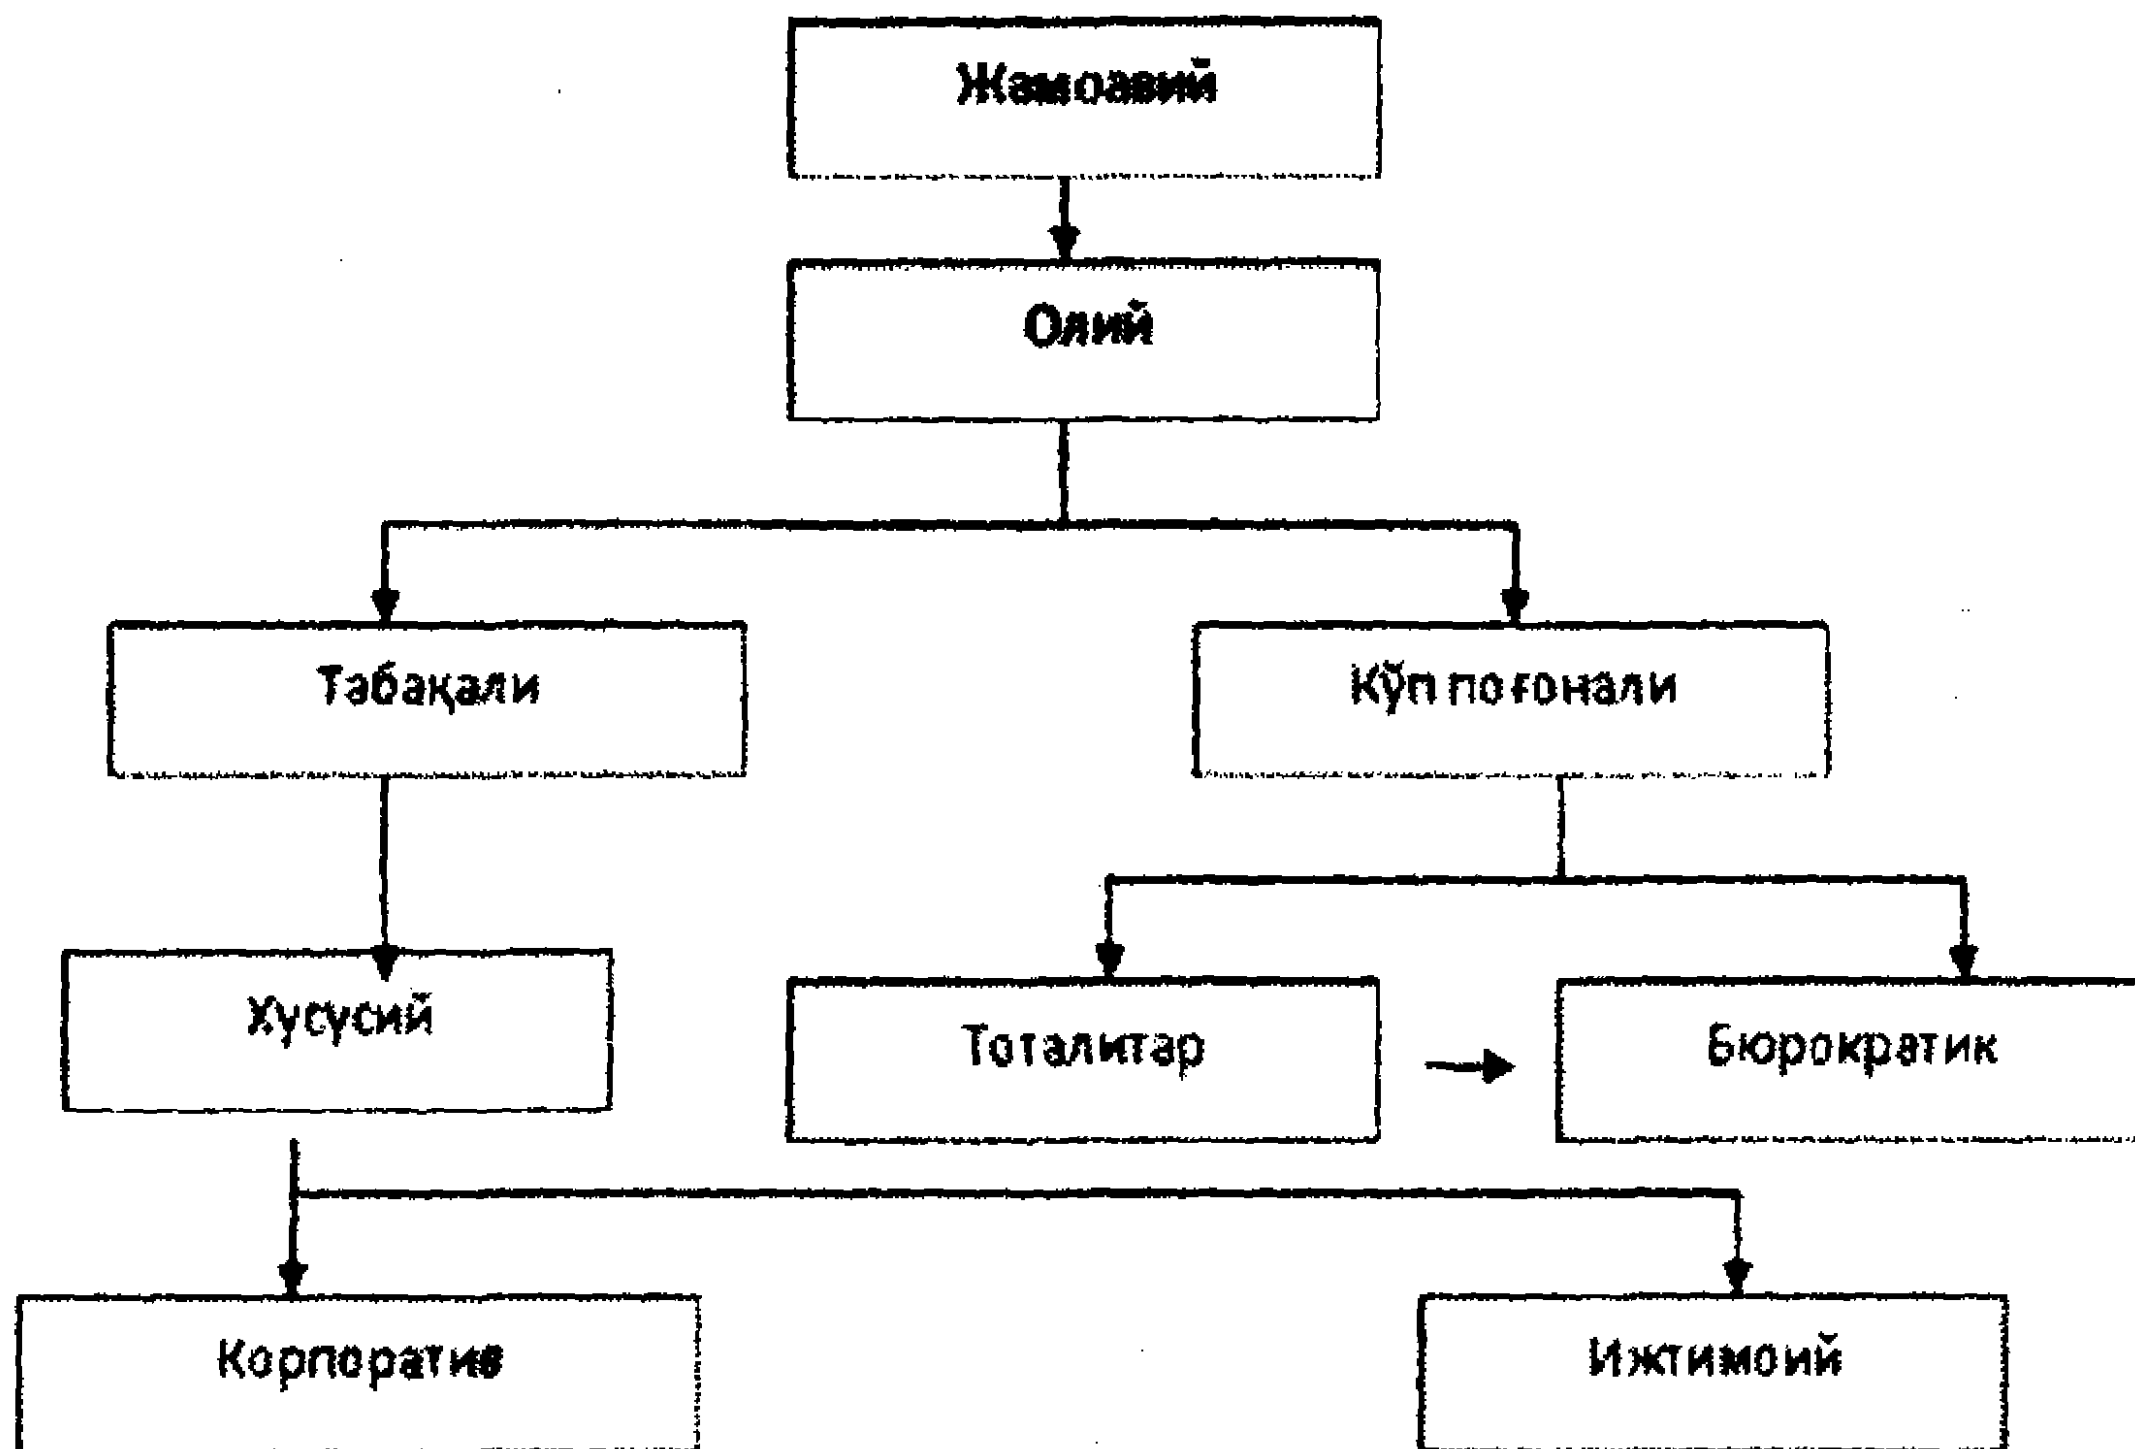 Жамоавий
Олий
Табақали
Кўп поғонали
Хусусий
Тоталитар
Бюрократик
Корпоратив
Ижтимоий